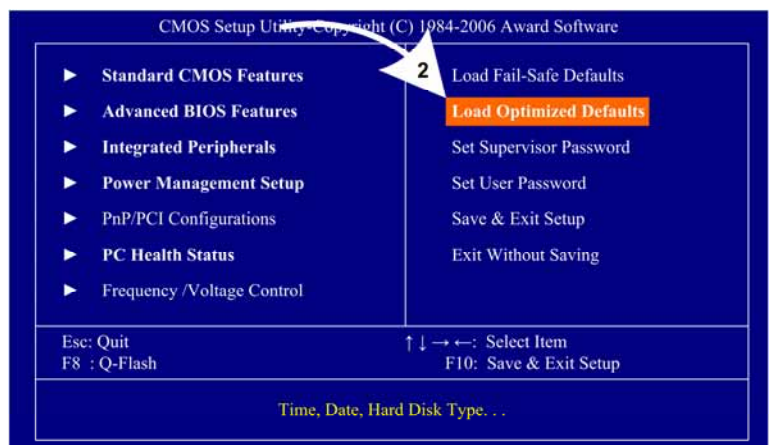 CMOS Setup Utility-Copyright (C) 1984-2006 Award Software
2
► Standard CMOS Features
► Advanced BIOS Features
► Integrated Peripherals
► Power Management Setup
► PnP/PCI Configurations
► PC Health Status
► Frequency /Voltage Control
Load Fail-Safe Defaults
Load Optimized Defaults
Set Supervisor Password
Set User Password
Save & Exit Setup
Exit Without Saving
Esc: Quit
F8 : Q-Flash
↑ ↓ → ←: Select Item
F10: Save & Exit Setup
Time, Date, Hard Disk Type. . .